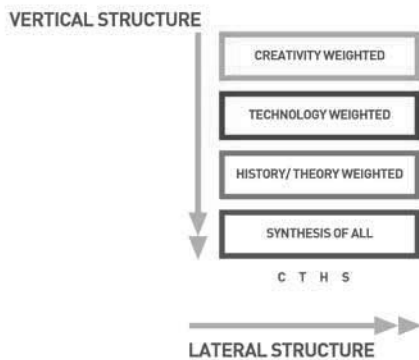 VERTICAL STRUCTURE
CREATIVITY WEIGHTED
TECHNOLOGY WEIGHTED
HISTORY/ THEORY WEIGHTED
SYNTHESIS OF ALL
C T H S
LATERAL STRUCTURE